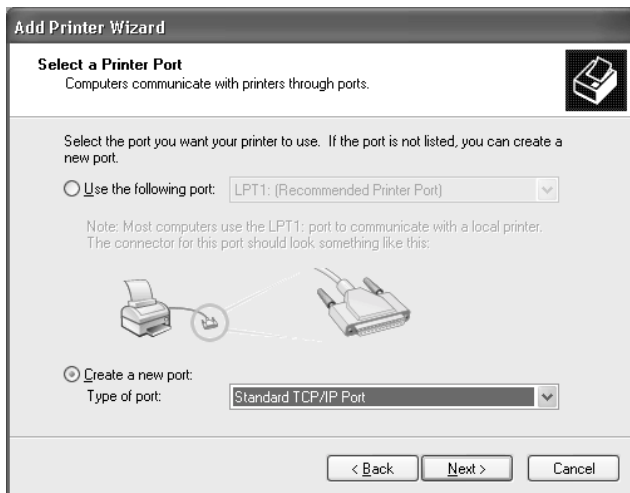 Add Printer Wizard
Select a Printer Port
Computers communicate with printers through ports.
Select the port you want your printer to use. If the port is not listed, you can create a
new port.
Use the following port: LPT1: (Recommended Printer Port)
Note: Most computers use the LPT1: port to communicate with a local printer.
The connector for this port should look something like this:
Create a new port:
Type of port: Standard TCP/IP Port
< Back Next > Cancel